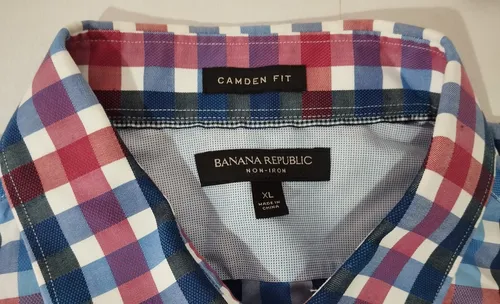 CAMDEN FIT
BANANA REPUBLIC
NON-IRON
XL
MADE IN
CHINA